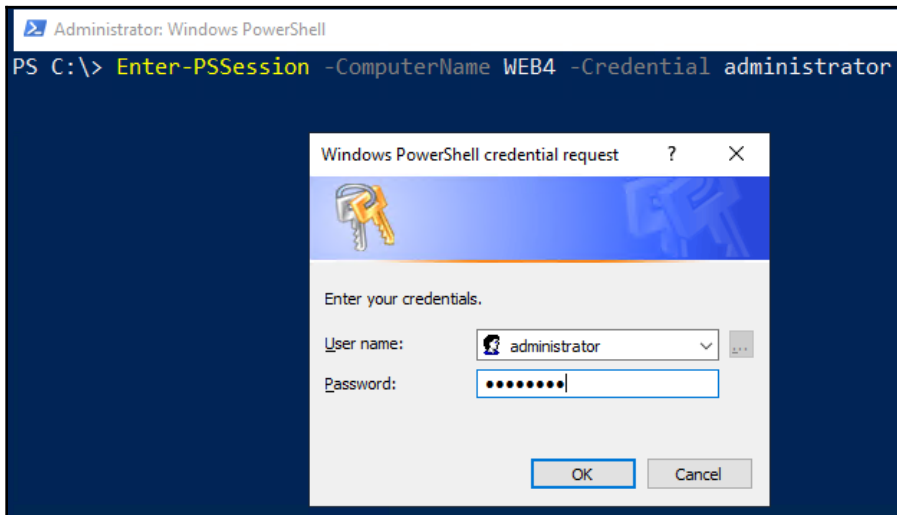 Administrator: Windows PowerShell
PS C:\> Enter-PSSession -ComputerName WEB4 -Credential administrator
Windows PowerShell credential request ?
Enter your credentials.
User name: administrator ...
Password: ••••••••
OK Cancel